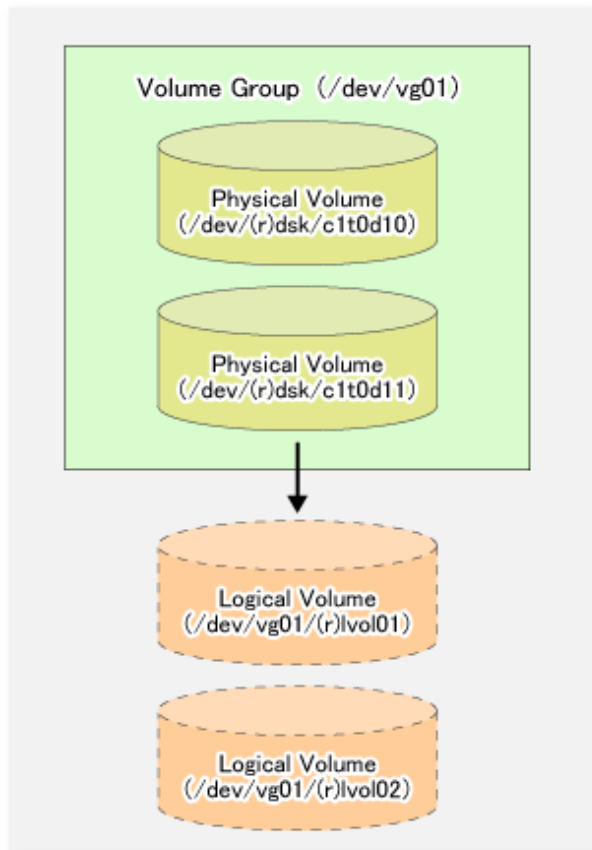 Volume Group (/dev/vg01)
Physical Volume
(/dev/(r)dsk/c1t0d10)
Physical Volume
(/dev/(r)dsk/c1t0d11)
Logical Volume
(/dev/vg01/(r)lvol01)
Logical Volume
(/dev/vg01/(r)lvol02)